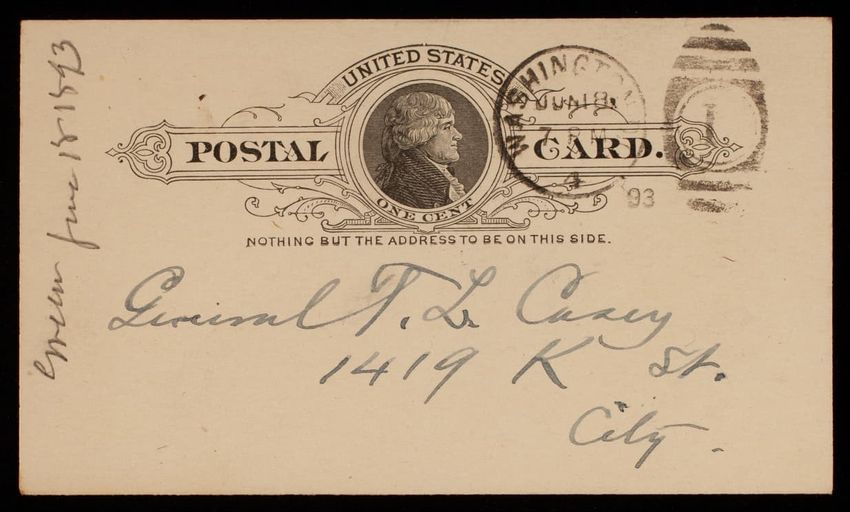 UNITED STATES
POSTAL CARD.
ONE CENT
NOTHING BUT THE ADDRESS TO BE ON THIS SIDE.
WASHINGTON
JUN 18
7 PM
4
93
1
General T. L. Casey
1419 K St.
City.
June 18 1893